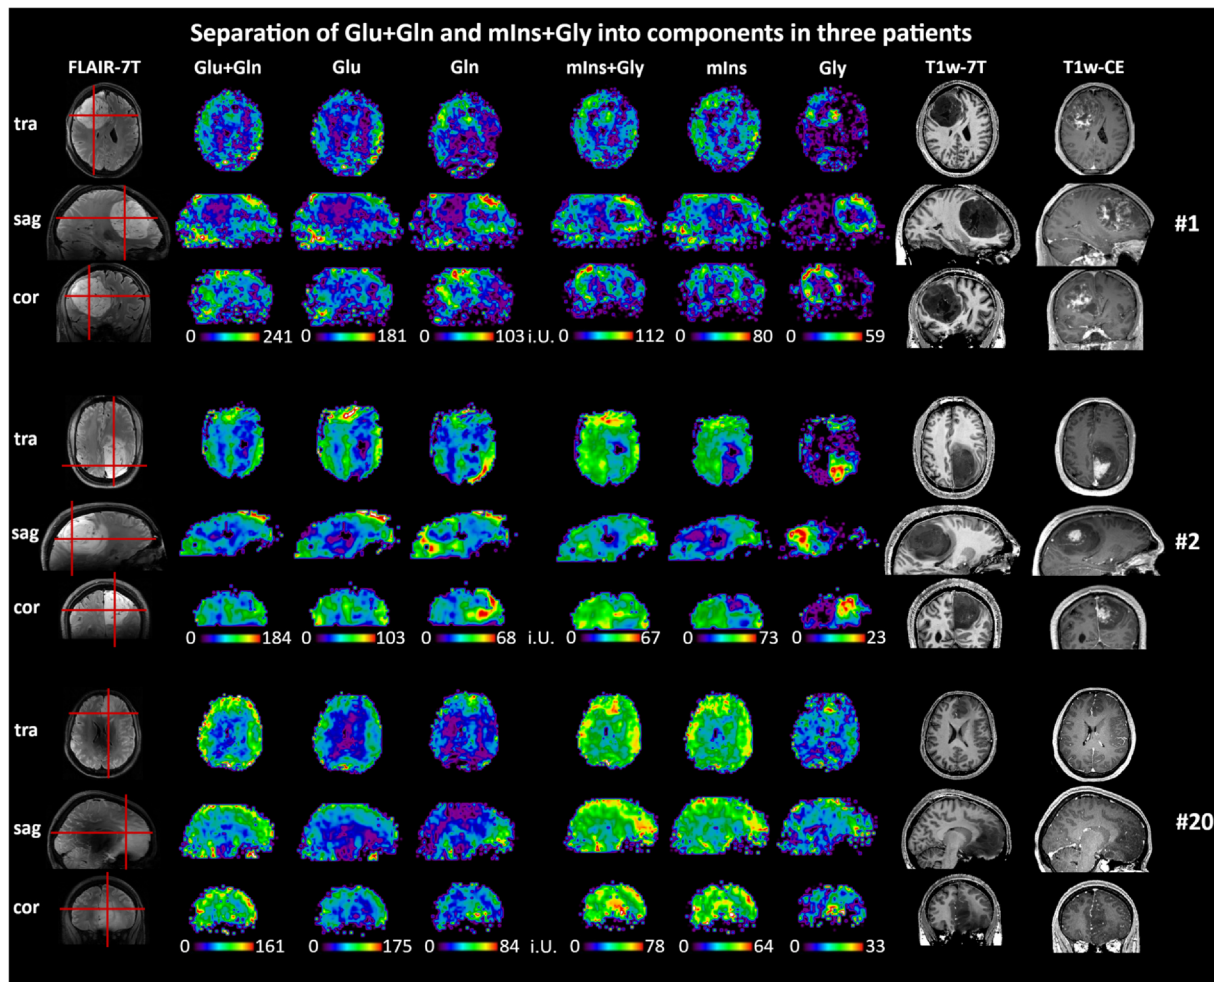 Separation of Glu+Gln and mIns+Gly into components in three patients
FLAIR-7T Glu+Gln Glu Gln mIns+Gly mIns Gly T1w-7T T1w-CE
tra
sag #1
cor
0 241 0 181 0 103 i.U. 0 112 0 80 0 59
tra
sag #2
cor
0 184 0 103 0 68 i.U. 0 67 0 73 0 23
tra
sag #20
cor
0 161 0 175 0 84 i.U. 0 78 0 64 0 33